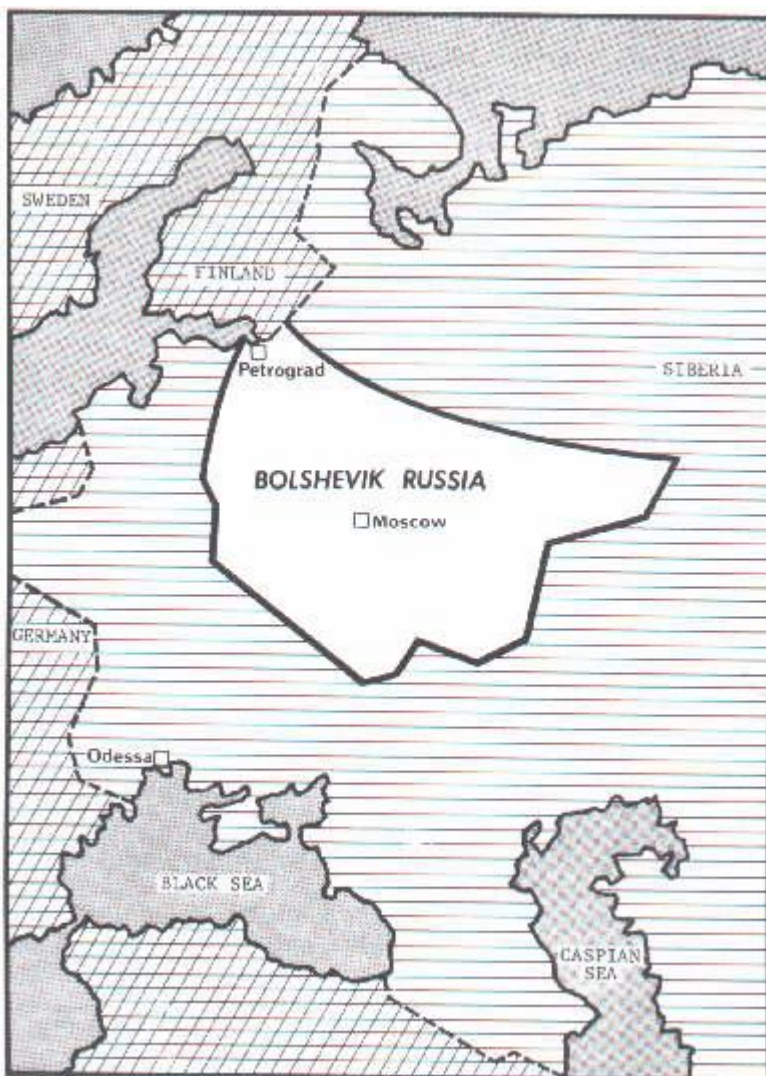 SWEDEN
FINLAND
Petrograd
SIBERIA
BOLSHEVIK RUSSIA
Moscow
GERMANY
Odessa
BLACK SEA
CASPIAN
SEA